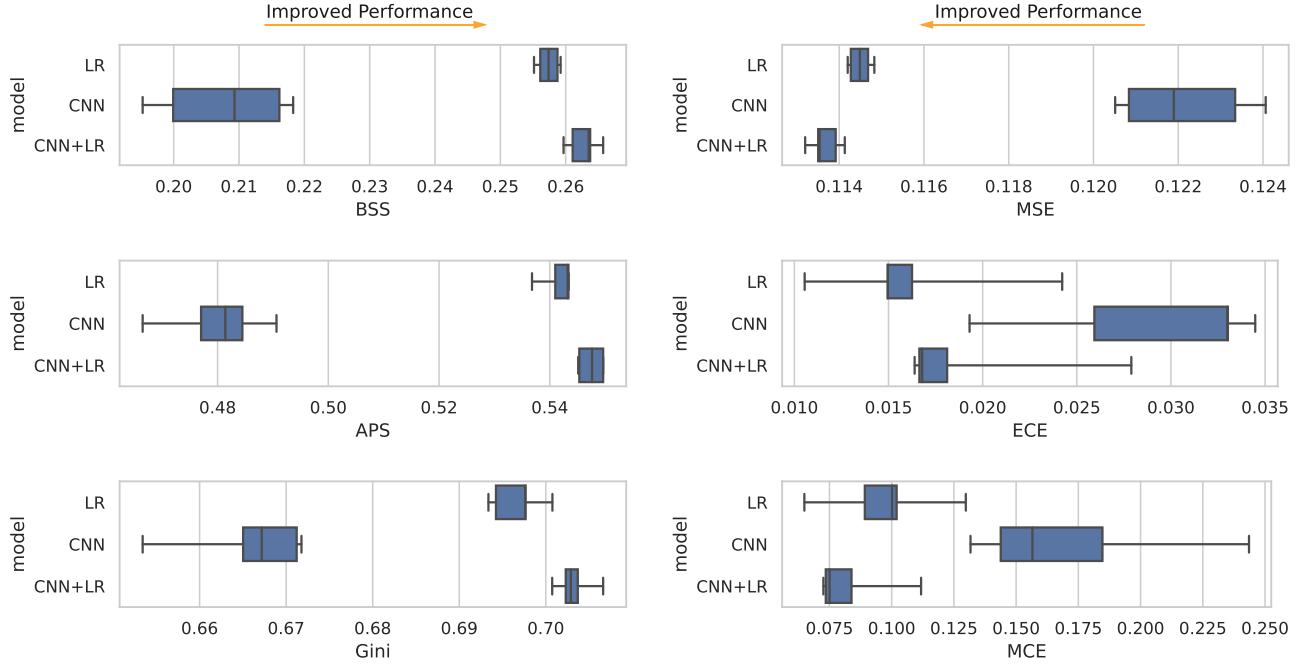 Improved Performance
model
LR
CNN
CNN+LR
0.20 0.21 0.22 0.23 0.24 0.25 0.26
BSS
Improved Performance
model
LR
CNN
CNN+LR
0.114 0.116 0.118 0.120 0.122 0.124
MSE
model
LR
CNN
CNN+LR
0.48 0.50 0.52 0.54
APS
model
LR
CNN
CNN+LR
0.010 0.015 0.020 0.025 0.030 0.035
ECE
model
LR
CNN
CNN+LR
0.66 0.67 0.68 0.69 0.70
Gini
model
LR
CNN
CNN+LR
0.075 0.100 0.125 0.150 0.175 0.200 0.225 0.250
MCE